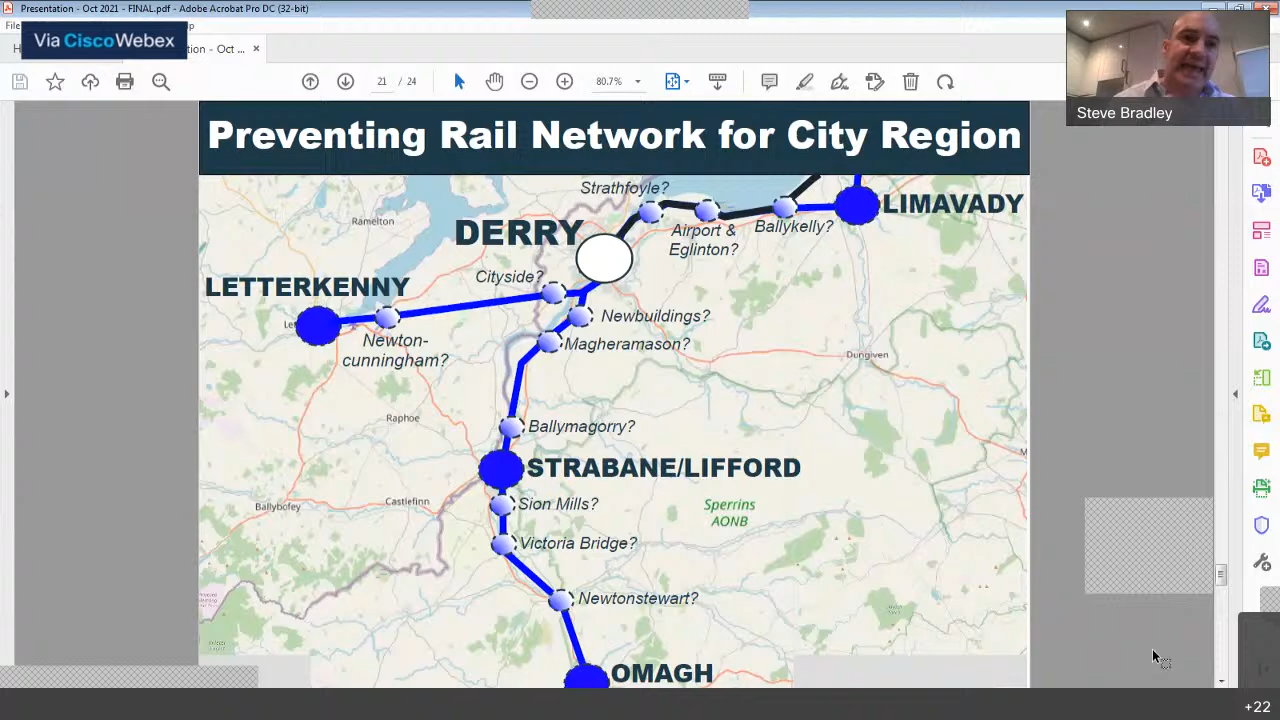 Presentation - Oct 2021 - FINAL.pdf - Adobe Acrobat Pro DC (32-bit)
Via Cisco Webex
tion - Oct ...
21 / 24
80.7%
Steve Bradley
Preventing Rail Network for City Region
Strathfoyle?
Ramelton
LIMAVADY
DERRY
Airport &
Eglinton?
Ballykelly?
Cityside?
LETTERKENNY
Newbuildings?
Newton-
cunningham?
Magheramason?
Dungiven
Raphoe
Ballymagorry?
STRABANE/LIFFORD
Castlefinn
Ballybofey
Sion Mills?
Sperrins
AONB
Victoria Bridge?
Newtonstewart?
OMAGH
+22